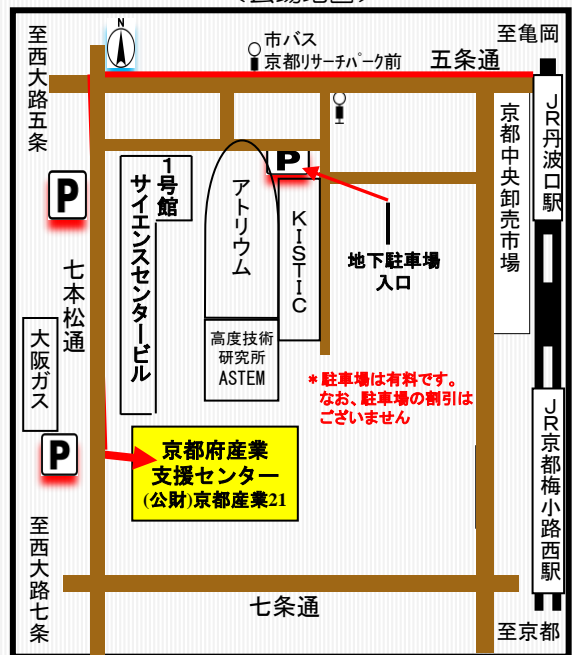 N
至西大路五条
市バス
京都リサーチパーク前
五条通
至亀岡
JR丹波口駅
京都中央卸売市場
1号館
サイエンスセンタービル
アトリウム
KISTIC
P
P
地下駐車場
入口
七本松通
大阪ガス
高度技術
研究所
ASTEM
*駐車場は有料です。
なお、駐車場の割引は
ございません
P
京都府産業
支援センター
(公財)京都産業21
JR京都梅小路西駅
至西大路七条
七条通
至京都